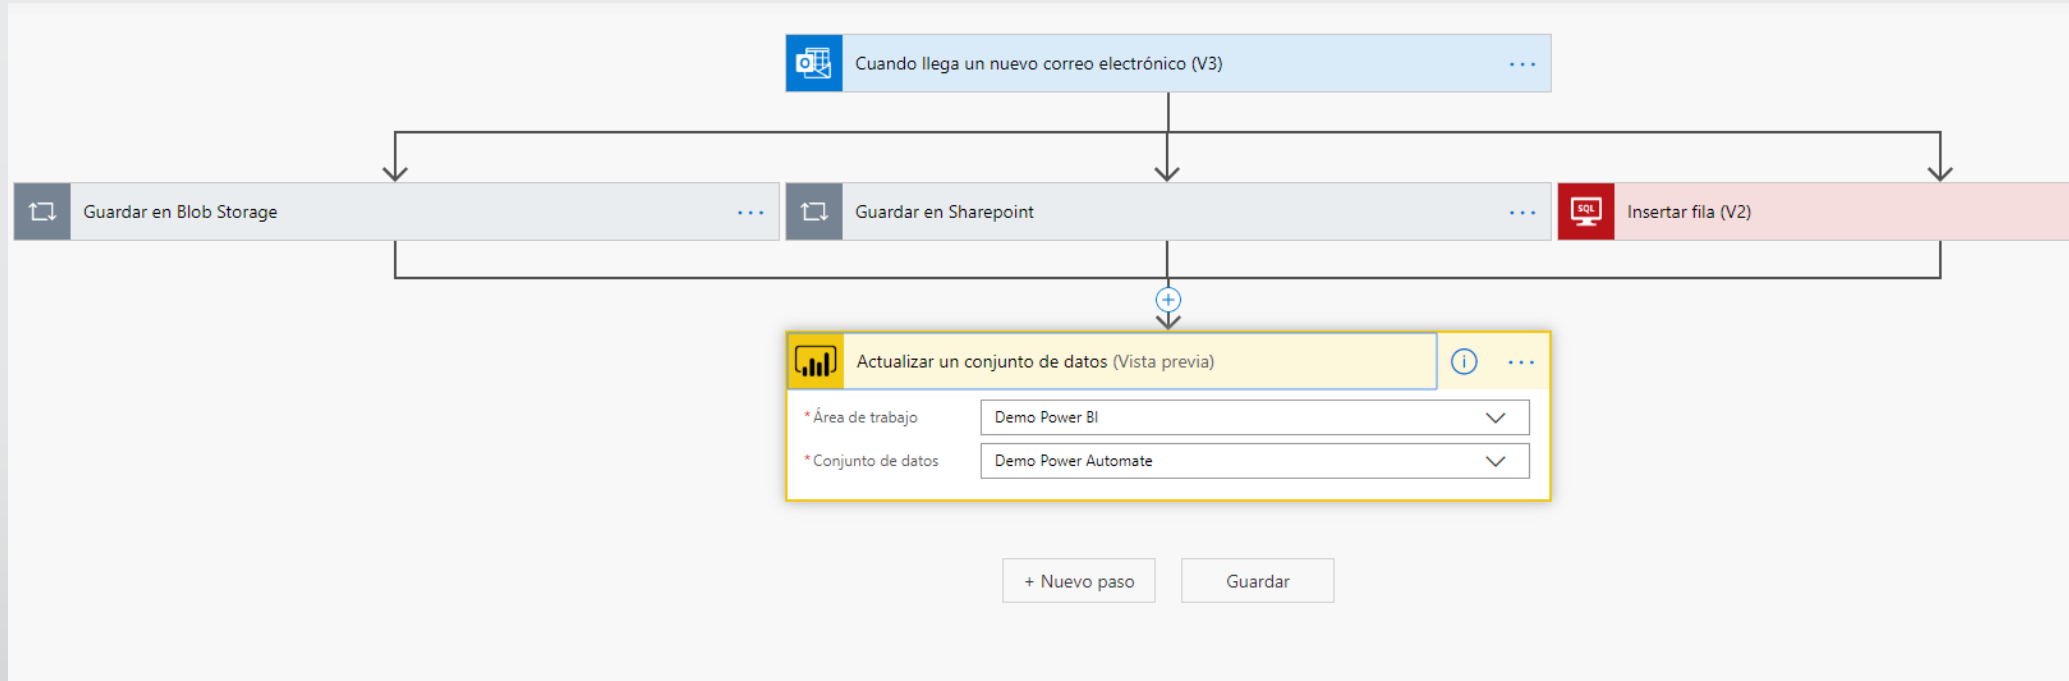 Cuando llega un nuevo correo electrónico (V3)
Guardar en Blob Storage
Guardar en Sharepoint
SQL
Insertar fila (V2)
Actualizar un conjunto de datos (Vista previa)
* Área de trabajo
Demo Power BI
* Conjunto de datos
Demo Power Automate
+ Nuevo paso
Guardar